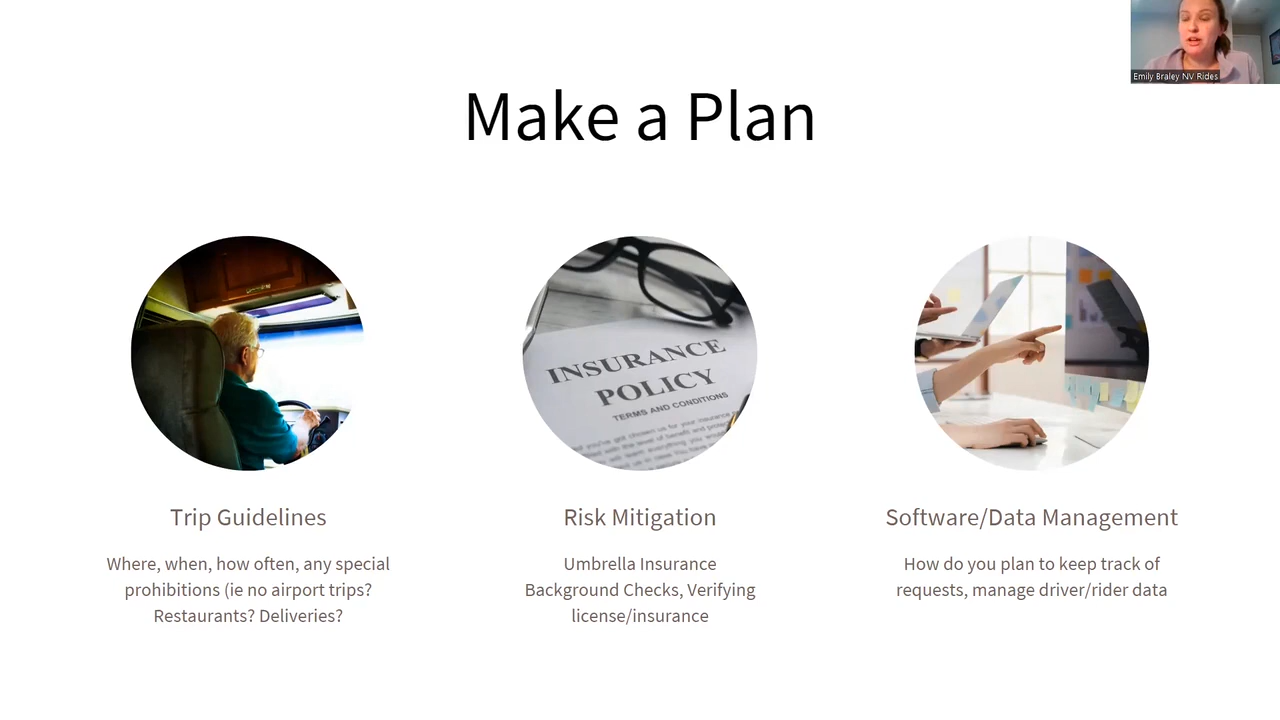 Emily Braley NV Rides
Make a Plan
INSURANCE
POLICY
TERMS AND CONDITIONS
Trip Guidelines
Where, when, how often, any special
prohibitions (ie no airport trips?
Restaurants? Deliveries?
Risk Mitigation
Umbrella Insurance
Background Checks, Verifying
license/insurance
Software/Data Management
How do you plan to keep track of
requests, manage driver/rider data